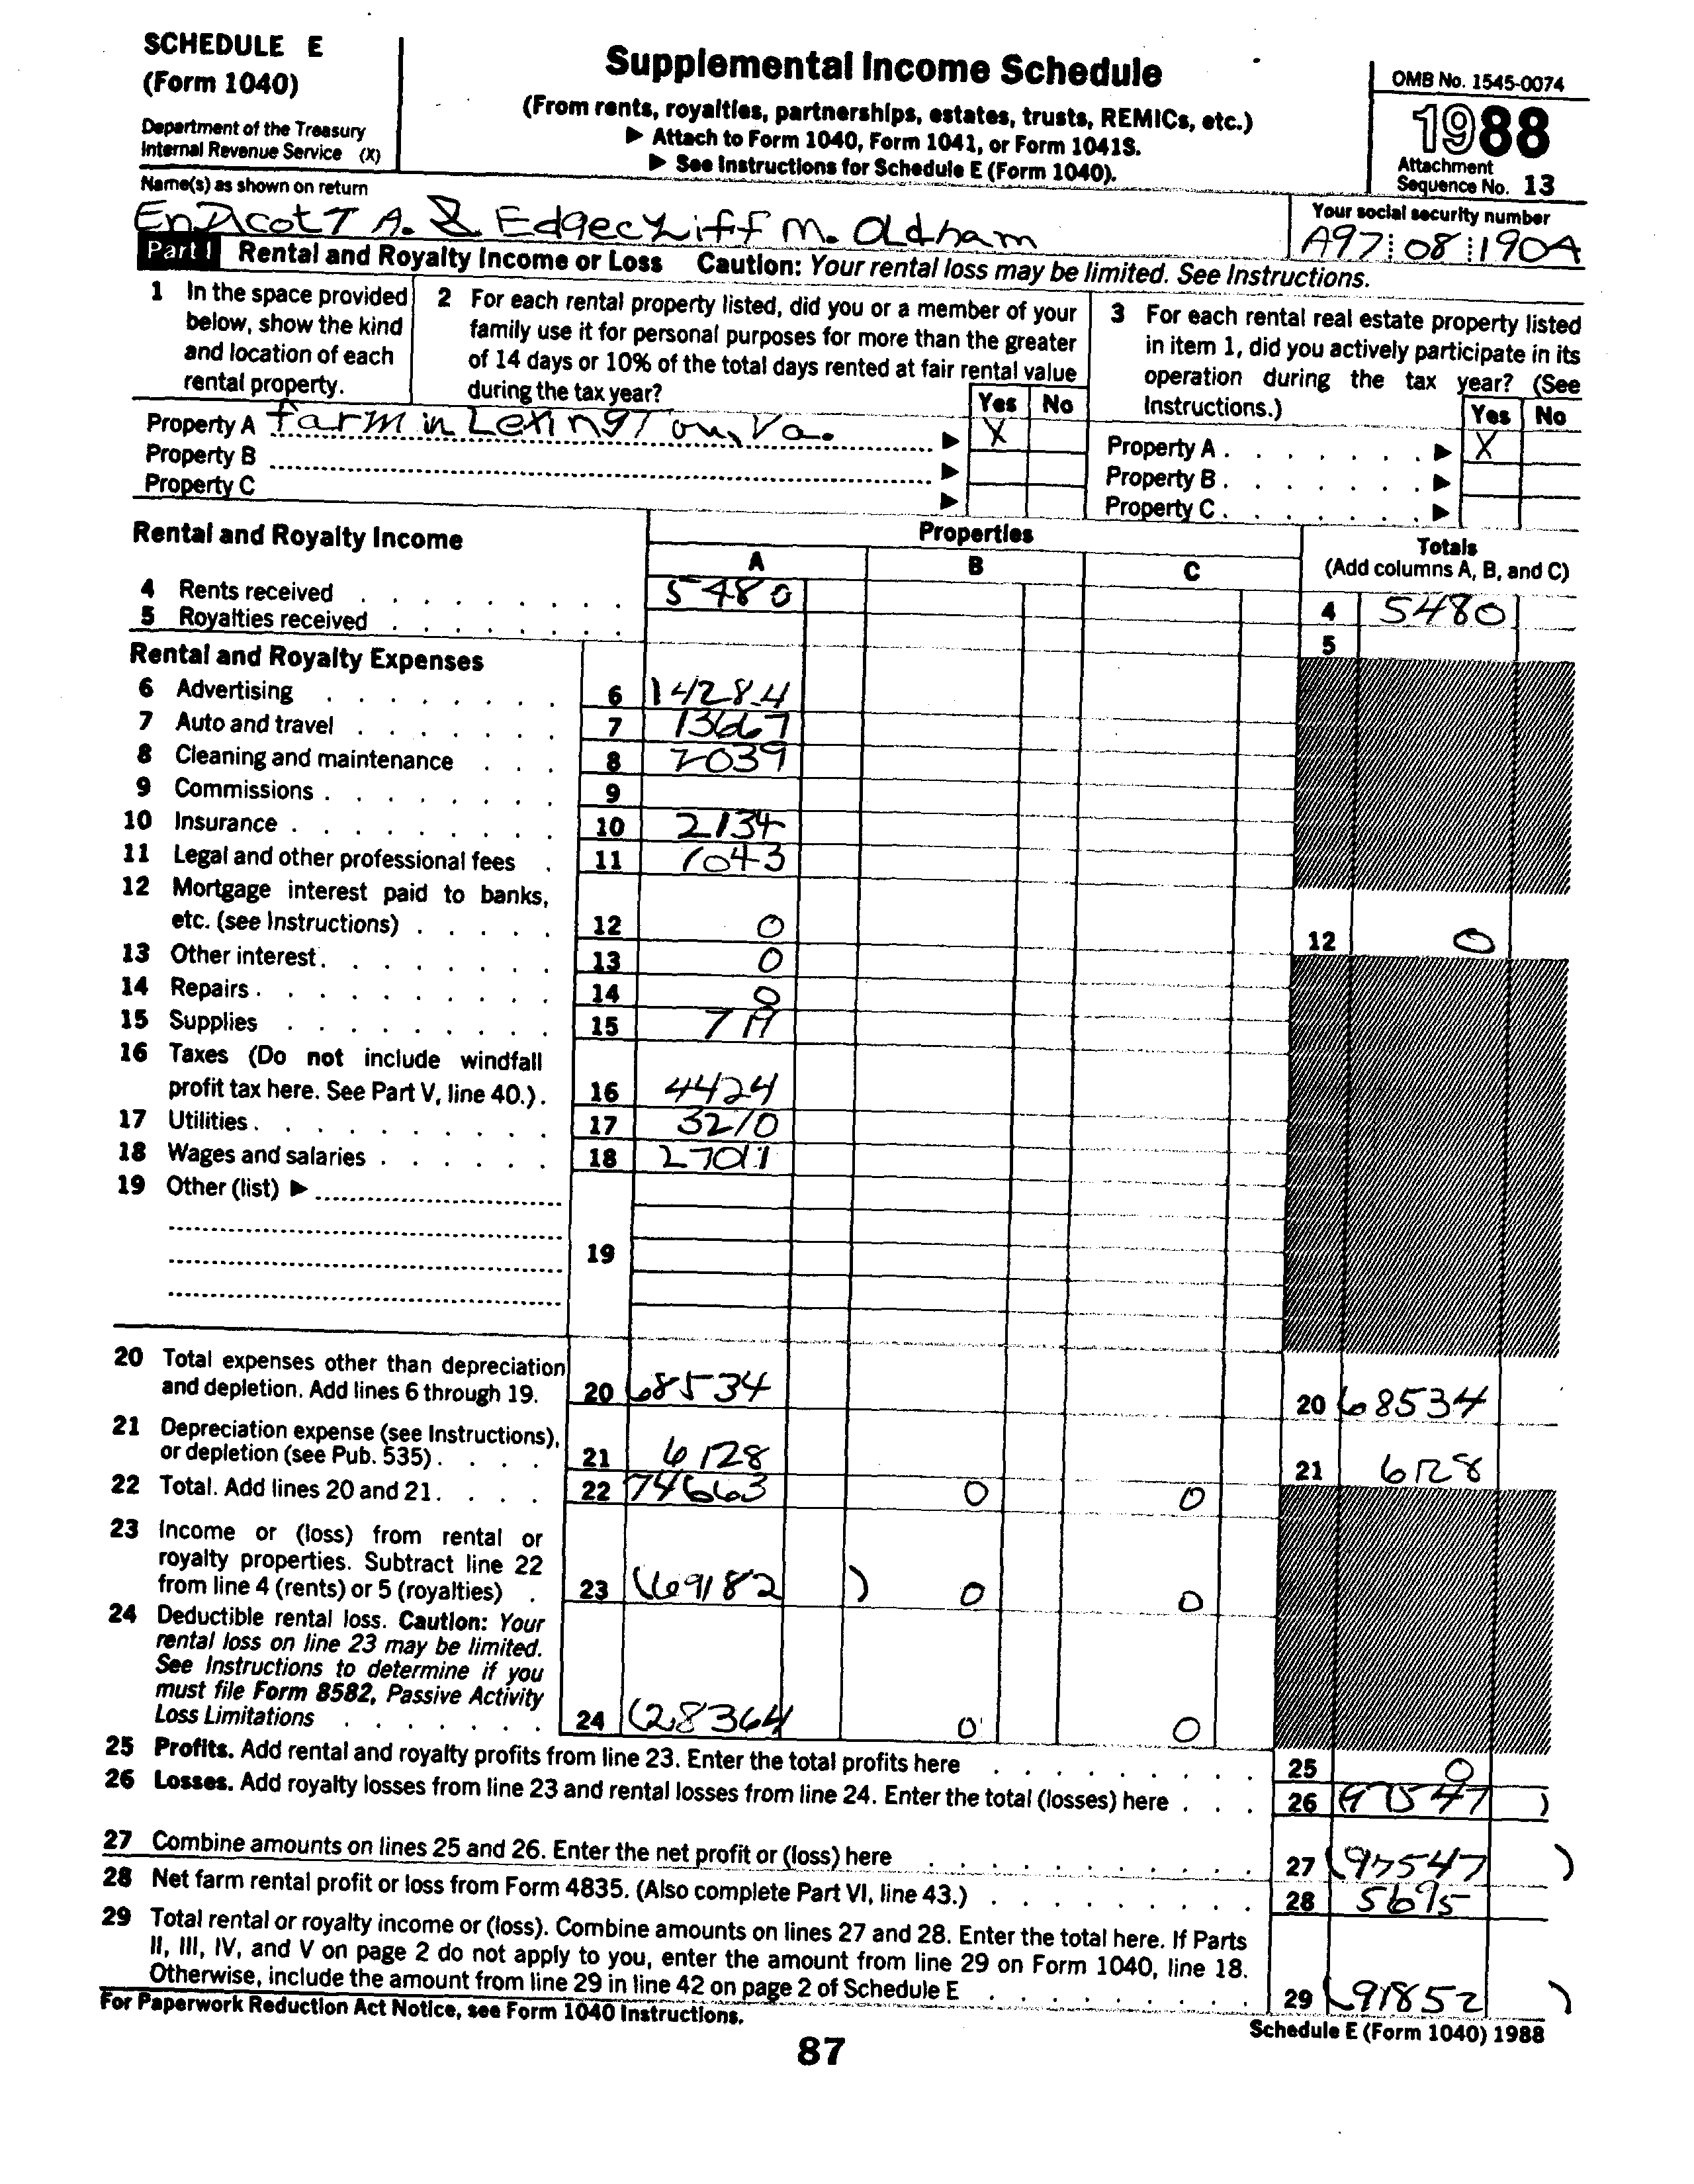 SCHEDULE E
(Form 1040)
Department of the Treasury
Internal Revenue Service (X)
Supplemental Income Schedule
(From rents, royalties, partnerships, estates, trusts, REMICs, etc.)
▶ Attach to Form 1040, Form 1041, or Form 1041S.
▶ See Instructions for Schedule E (Form 1040).
OMB No. 1545-0074
1988
Attachment
Sequence No. 13
Name(s) as shown on return
EndicotT A. & Edgecliff M. Oldham
Your social security number
A97 08 190A
Part I Rental and Royalty Income or Loss Caution: Your rental loss may be limited. See Instructions.
1 In the space provided
below, show the kind
and location of each
rental property.
2 For each rental property listed, did you or a member of your
family use it for personal purposes for more than the greater
of 14 days or 10% of the total days rented at fair rental value
during the tax year?
Yes No
3 For each rental real estate property listed
in item 1, did you actively participate in its
operation during the tax year? (See
Instructions.)
Yes No
Property A Farm in LexingTon, Va. ▶ X
Property B ▶
Property C ▶
Property A ▶ X
Property B ▶
Property C ▶
Rental and Royalty Income
Properties
A B C
Totals
(Add columns A, B, and C)
4 Rents received 5480 4 5480
5 Royalties received 5
Rental and Royalty Expenses
6 Advertising 6 14284
7 Auto and travel 7 13667
8 Cleaning and maintenance 8 2039
9 Commissions 9
10 Insurance 10 2134
11 Legal and other professional fees 11 1043
12 Mortgage interest paid to banks,
etc. (see Instructions) 12 0 12 0
13 Other interest 13 0
14 Repairs 14 0
15 Supplies 15
16 Taxes (Do not include windfall
profit tax here. See Part V, line 40.) 16 4424
17 Utilities 17 3210
18 Wages and salaries 18 27011
19 Other (list) ▶
19
20 Total expenses other than depreciation
and depletion. Add lines 6 through 19. 20 68534 20 68534
21 Depreciation expense (see Instructions),
or depletion (see Pub. 535) 21 6128 21 6128
22 Total. Add lines 20 and 21 22 74663 0 0
23 Income or (loss) from rental or
royalty properties. Subtract line 22
from line 4 (rents) or 5 (royalties) 23 (69182) 0 0
24 Deductible rental loss. Caution: Your
rental loss on line 23 may be limited.
See Instructions to determine if you
must file Form 8582, Passive Activity
Loss Limitations 24 (28364 0 0
25 Profits. Add rental and royalty profits from line 23. Enter the total profits here 25 0
26 Losses. Add royalty losses from line 23 and rental losses from line 24. Enter the total (losses) here 26 97547 )
27 Combine amounts on lines 25 and 26. Enter the net profit or (loss) here 27 (97547 )
28 Net farm rental profit or loss from Form 4835. (Also complete Part VI, line 43.) 28 5695
29 Total rental or royalty income or (loss). Combine amounts on lines 27 and 28. Enter the total here. If Parts
II, III, IV, and V on page 2 do not apply to you, enter the amount from line 29 on Form 1040, line 18.
Otherwise, include the amount from line 29 in line 42 on page 2 of Schedule E 29 (91852 )
For Paperwork Reduction Act Notice, see Form 1040 Instructions.
Schedule E (Form 1040) 1988
87